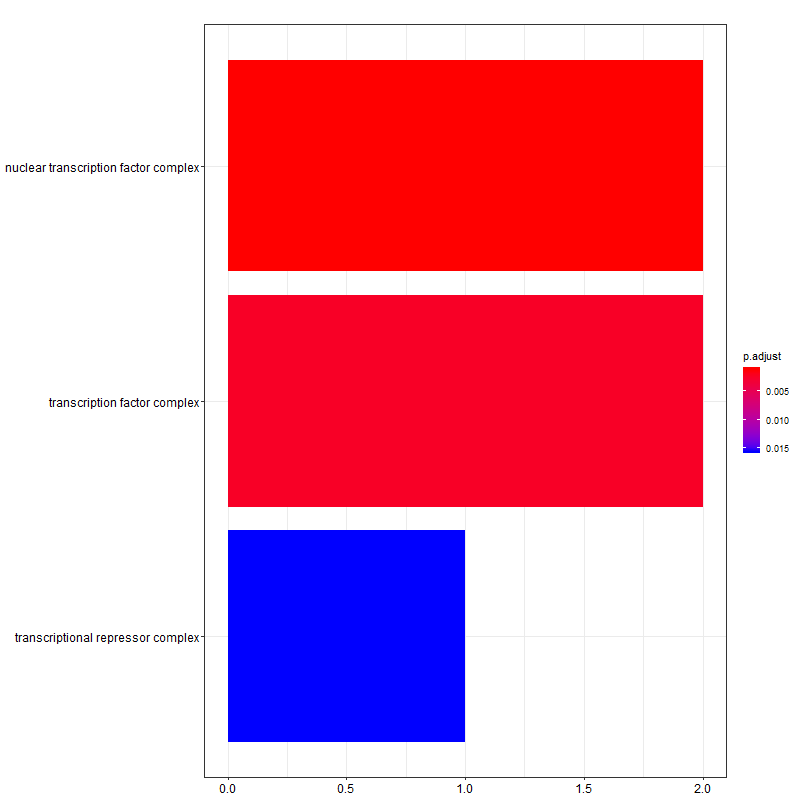 nuclear transcription factor complex
transcription factor complex
transcriptional repressor complex
0.0 0.5 1.0 1.5 2.0
p.adjust
0.005
0.010
0.015